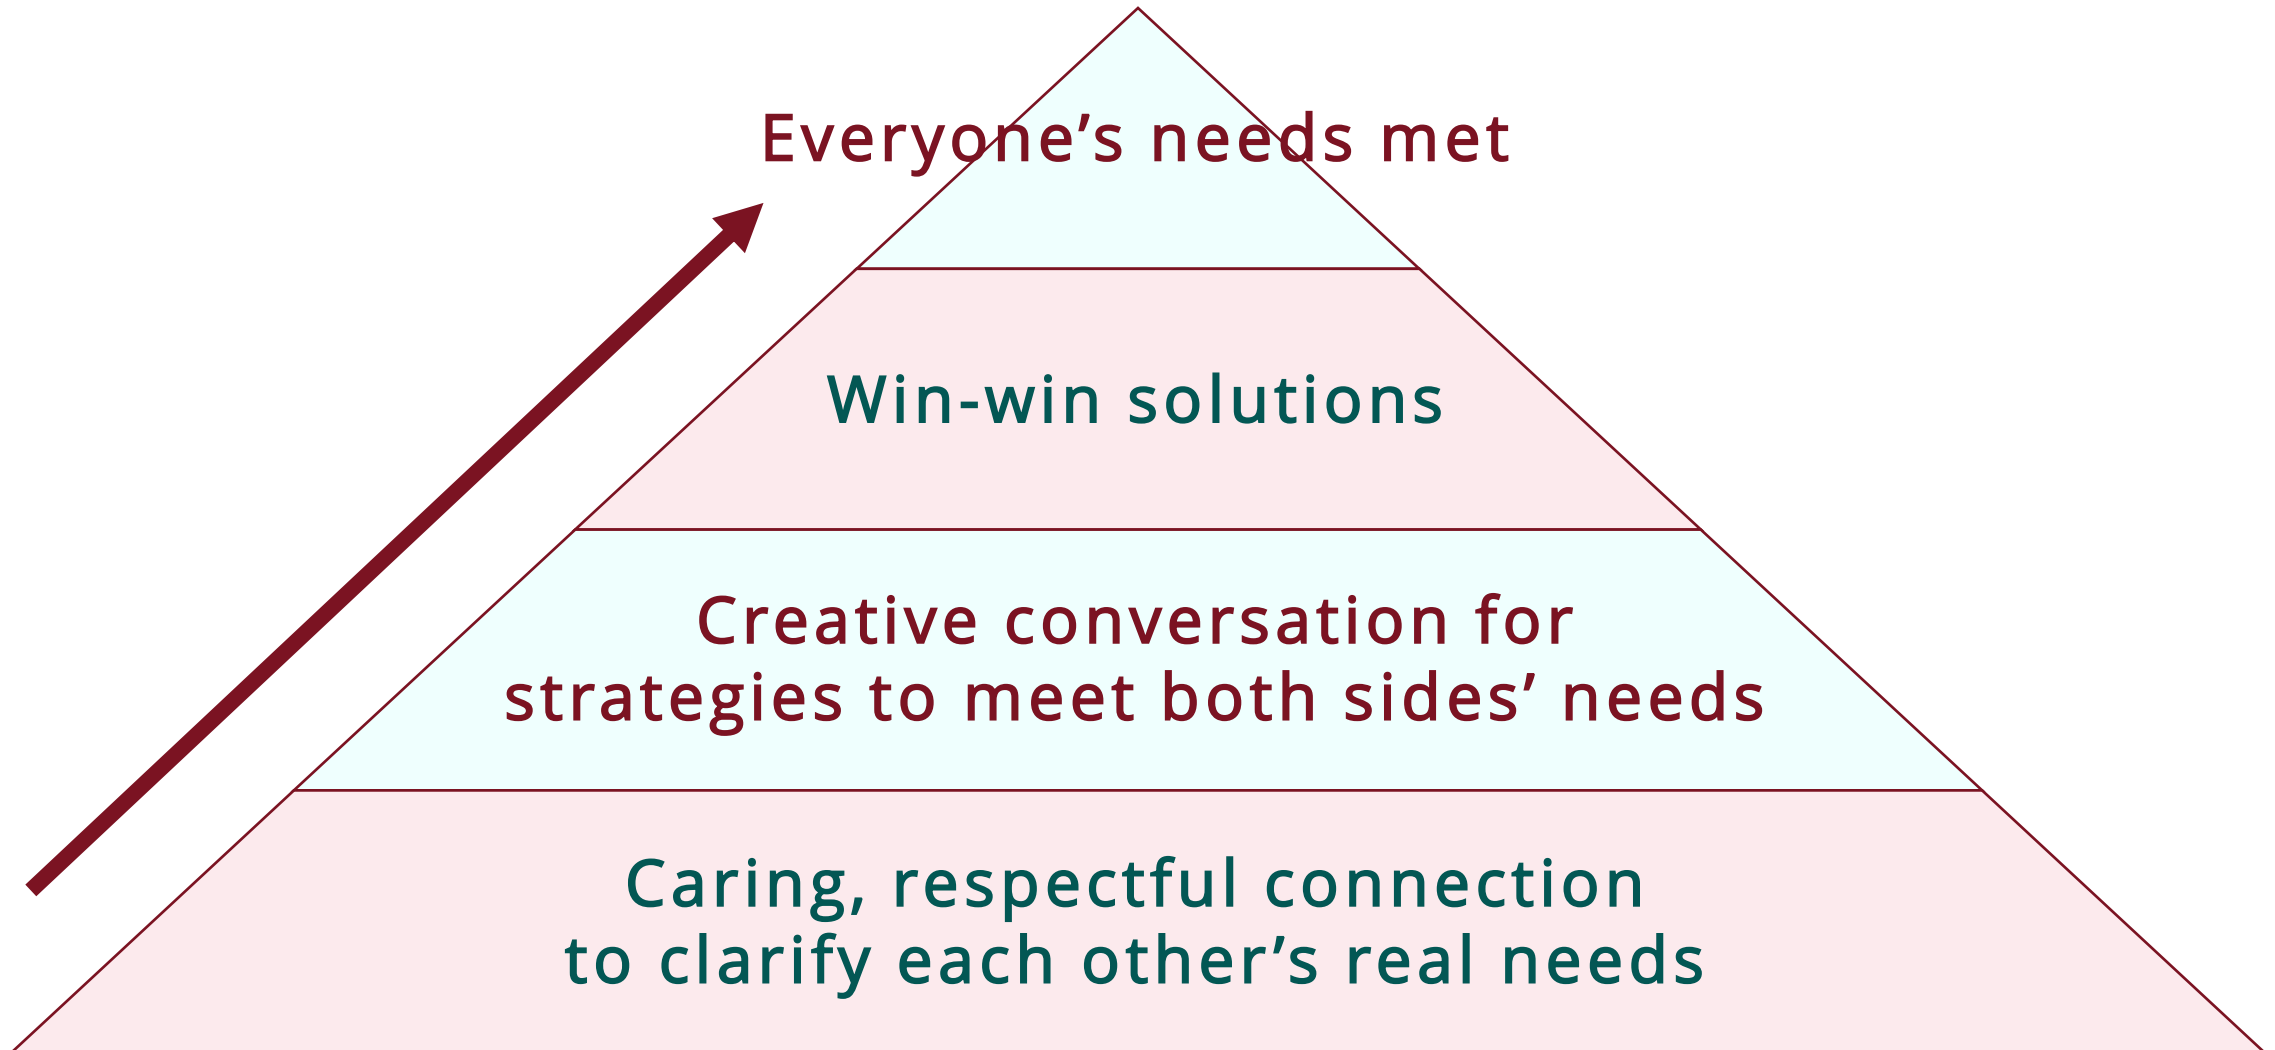 Everyone’s needs met
Win-win solutions
Creative conversation for
strategies to meet both sides’ needs
Caring, respectful connection
to clarify each other’s real needs